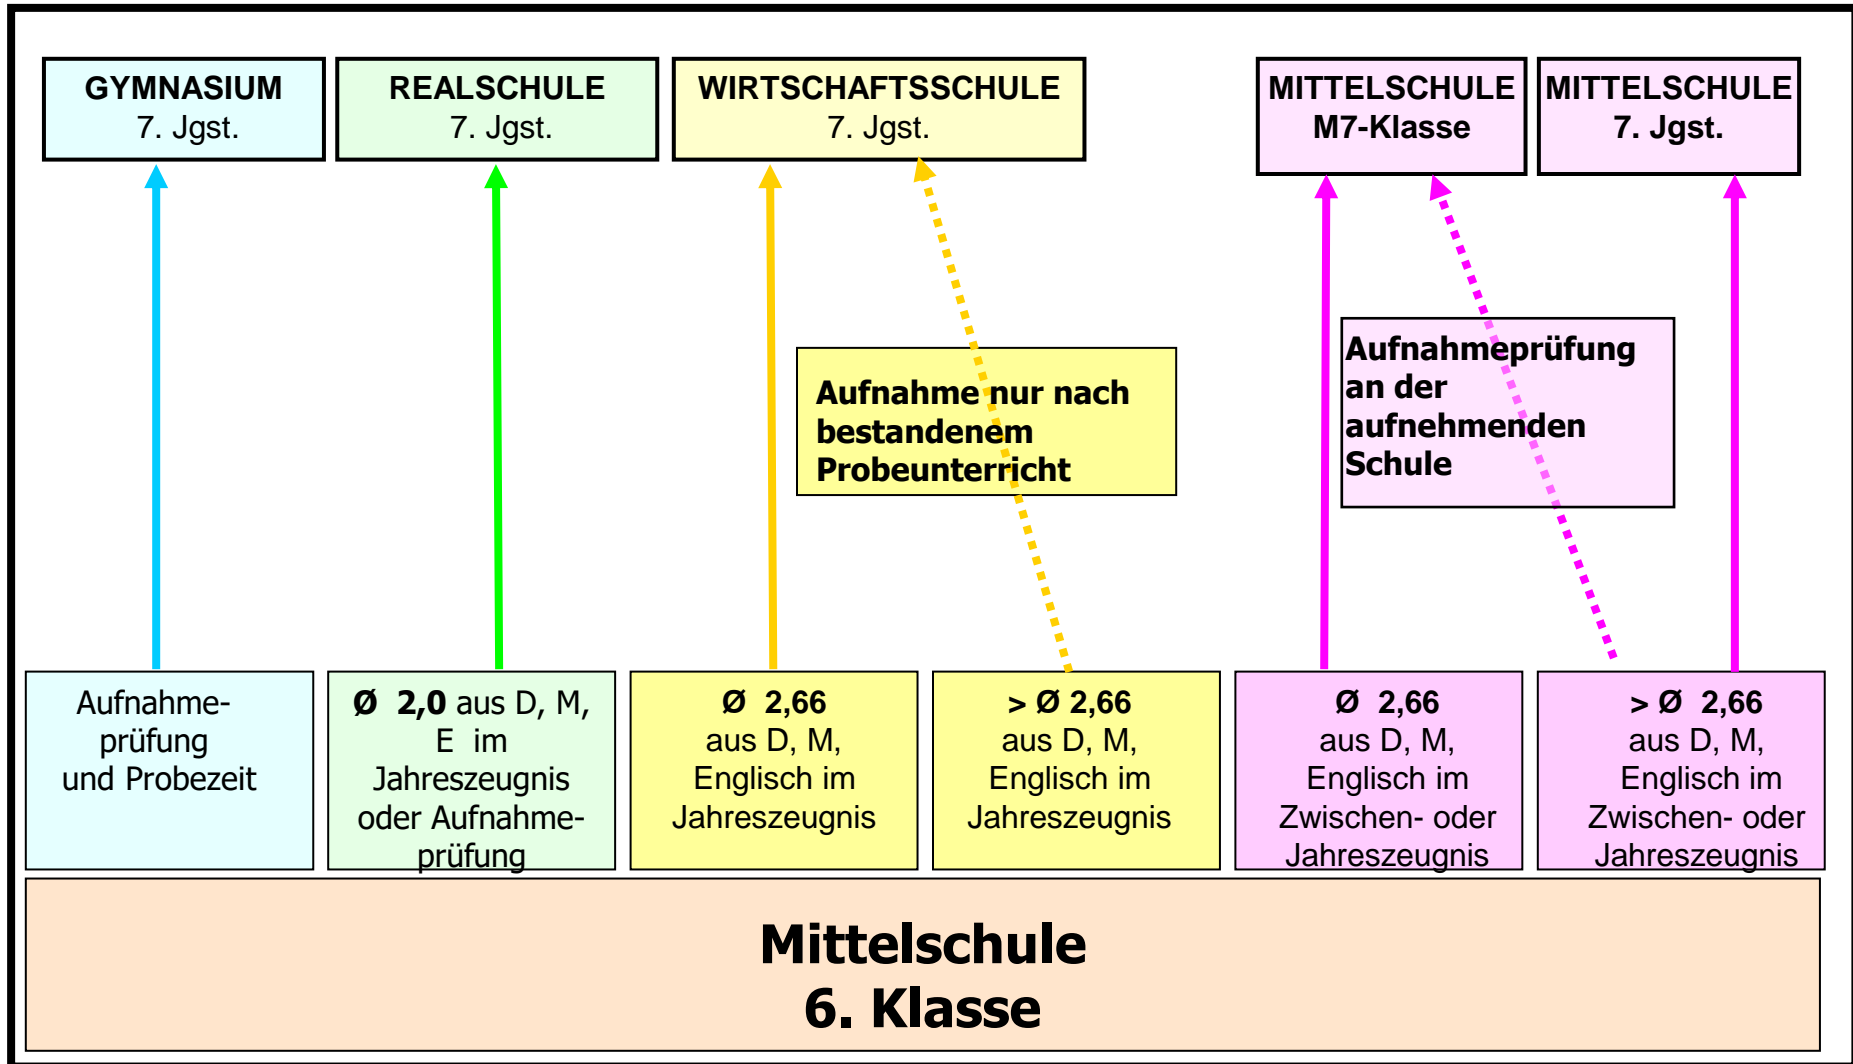 GYMNASIUM
7. Jgst.
REALSCHULE
7. Jgst.
WIRTSCHAFTSSCHULE
7. Jgst.
MITTELSCHULE
M7-Klasse
MITTELSCHULE
7. Jgst.
Aufnahme nur nach
bestandenem
Probeunterricht
Aufnahmeprüfung
an der
aufnehmenden
Schule
Aufnahme-
prüfung
und Probezeit
Ø 2,0 aus D, M,
E im
Jahreszeugnis
oder Aufnahme-
prüfung
Ø 2,66
aus D, M,
Englisch im
Jahreszeugnis
> Ø 2,66
aus D, M,
Englisch im
Jahreszeugnis
Ø 2,66
aus D, M,
Englisch im
Zwischen- oder
Jahreszeugnis
> Ø 2,66
aus D, M,
Englisch im
Zwischen- oder
Jahreszeugnis
Mittelschule
6. Klasse